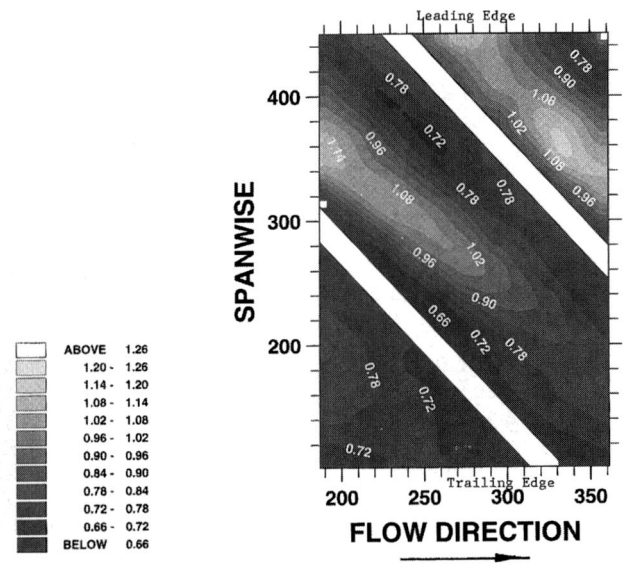 Leading Edge
0.78
0.90
1.08
1.02
1.08
0.96
0.78
0.72
0.96
1.14
1.08
0.78
0.78
1.02
0.96
0.90
0.66
0.72
0.78
0.78
0.72
0.72
400
300
200
SPANWISE
Trailing Edge
200 250 300 350
FLOW DIRECTION
ABOVE 1.26
1.20 - 1.26
1.14 - 1.20
1.08 - 1.14
1.02 - 1.08
0.96 - 1.02
0.90 - 0.96
0.84 - 0.90
0.78 - 0.84
0.72 - 0.78
0.66 - 0.72
BELOW 0.66